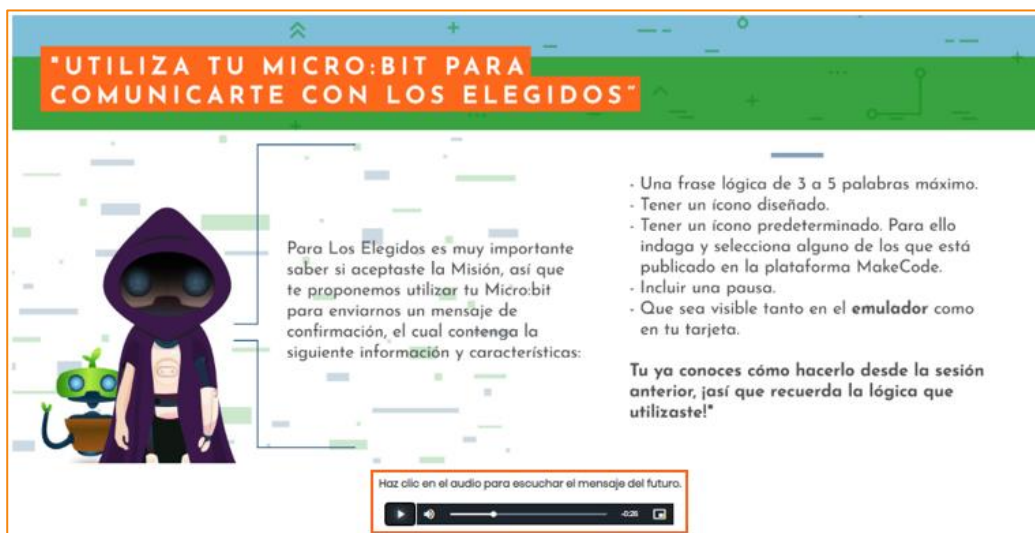 "UTILIZA TU MICRO:BIT PARA
COMUNICARTE CON LOS ELEGIDOS"
Para Los Elegidos es muy importante
saber si aceptaste la Misión, así que
te proponemos utilizar tu Micro:bit
para enviarnos un mensaje de
confirmación, el cual contenga la
siguiente información y características:
- Una frase lógica de 3 a 5 palabras máximo.
- Tener un ícono diseñado.
- Tener un ícono predeterminado. Para ello
indaga y selecciona alguno de los que está
publicado en la plataforma MakeCode.
- Incluir una pausa.
- Que sea visible tanto en el emulador como
en tu tarjeta.
Tu ya conoces cómo hacerlo desde la sesión
anterior, ¡así que recuerda la lógica que
utilizaste!"
Haz clic en el audio para escuchar el mensaje del futuro.
-0:26